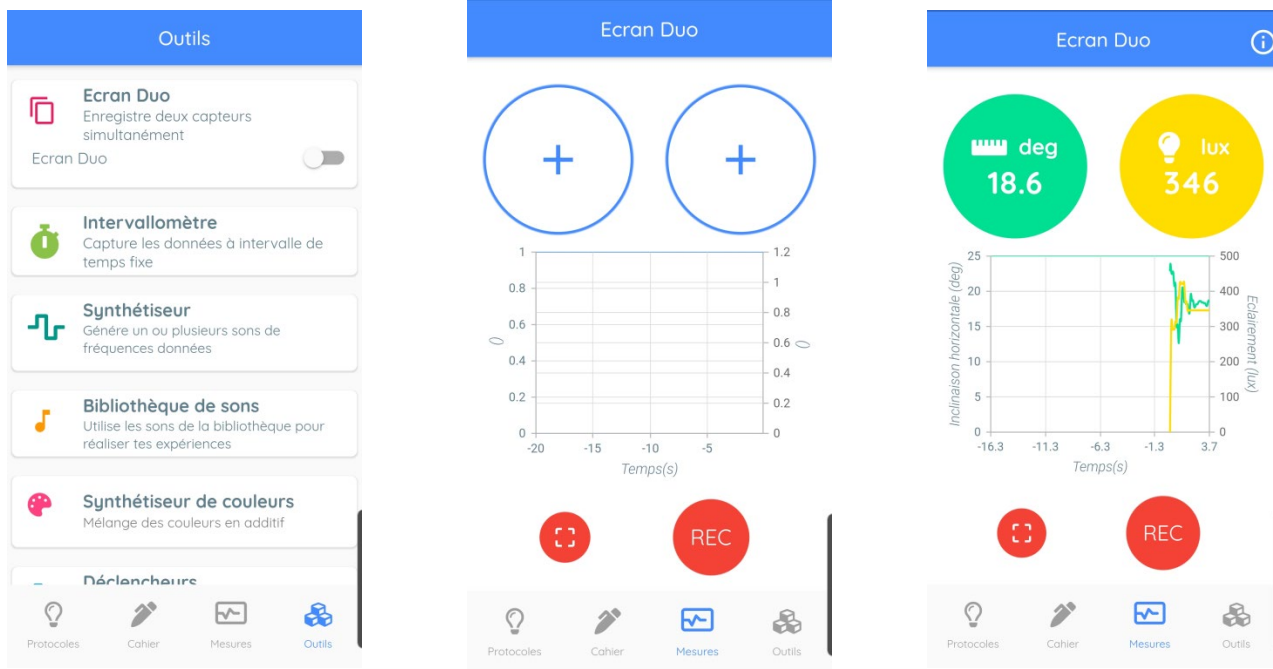 Outils
Ecran Duo
Enregistre deux capteurs
simultanément
Ecran Duo
Intervallomètre
Capture les données à intervalle de
temps fixe
Synthétiseur
Génére un ou plusieurs sons de
fréquences données
Bibliothèque de sons
Utilise les sons de la bibliothèque pour
réaliser tes expériences
Synthétiseur de couleurs
Mélange des couleurs en additif
Déclencheurs
Protocoles
Cahier
Mesures
Outils
Ecran Duo
+
+
1
0.8
0.6
0.4
0.2
0
()
1.2
1
0.8
0.6
0.4
0.2
0
()
-20
-15
-10
-5
Temps(s)
REC
Protocoles
Cahier
Mesures
Outils
Ecran Duo
deg
18.6
lux
346
25
20
15
10
5
0
Inclinaison horizontale (deg)
500
400
300
200
100
0
Eclairement (lux)
-16.3
-11.3
-6.3
-1.3
3.7
Temps(s)
REC
Protocoles
Cahier
Mesures
Outils